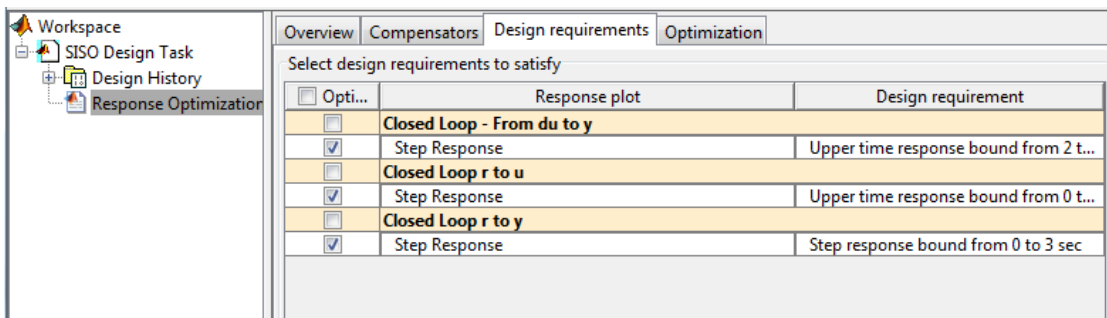 Workspace
SISO Design Task
Design History
Response Optimization
Overview Compensators Design requirements Optimization
Select design requirements to satisfy
Opti... Response plot Design requirement
Closed Loop - From du to y
Step Response Upper time response bound from 2 t...
Closed Loop r to u
Step Response Upper time response bound from 0 t...
Closed Loop r to y
Step Response Step response bound from 0 to 3 sec